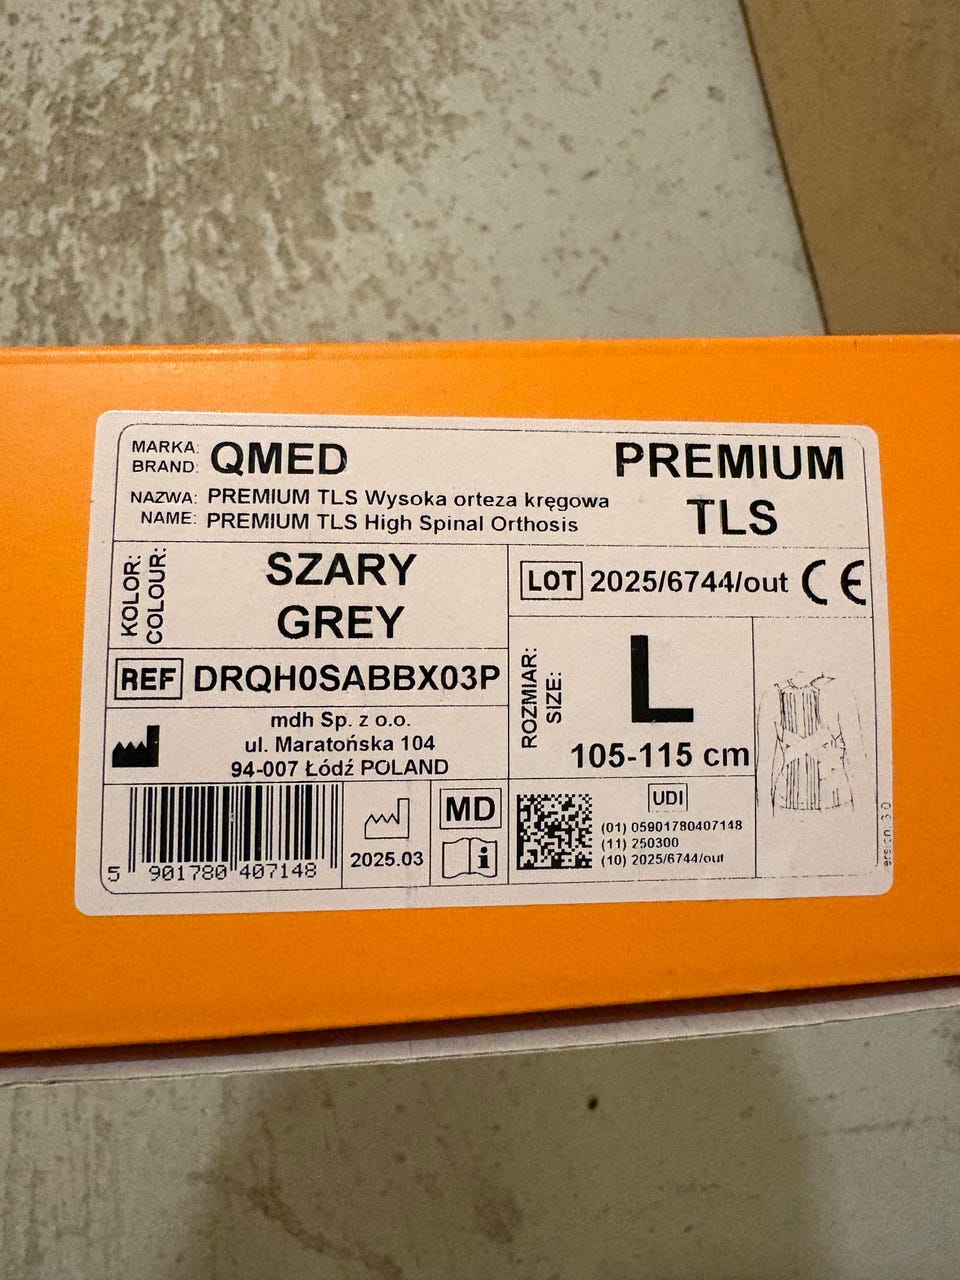 MARKA: QMED
BRAND:
PREMIUM
TLS
NAZWA: PREMIUM TLS Wysoka orteza kręgowa
NAME: PREMIUM TLS High Spinal Orthosis
KOLOR:
COLOUR:
SZARY
GREY
LOT 2025/6744/out CE
REF DRQH0SABBX03P
ROZMIAR:
SIZE:
L
105-115 cm
mdh Sp. z o.o.
ul. Maratońska 104
94-007 Łódź POLAND
5 901780 407148
2025.03
MD
i
UDI
(01) 05901780407148
(11) 250300
(10) 2025/6744/out